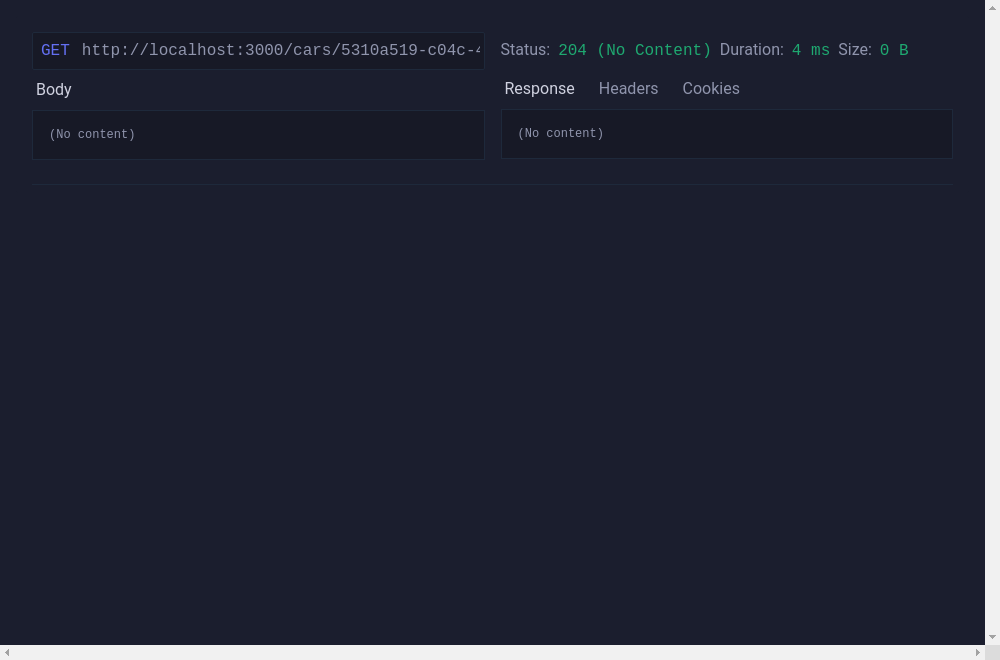 GET http://localhost:3000/cars/5310a519-c04c-
Status: 204 (No Content) Duration: 4 ms Size: 0 B
Body
(No content)
Response Headers Cookies
(No content)